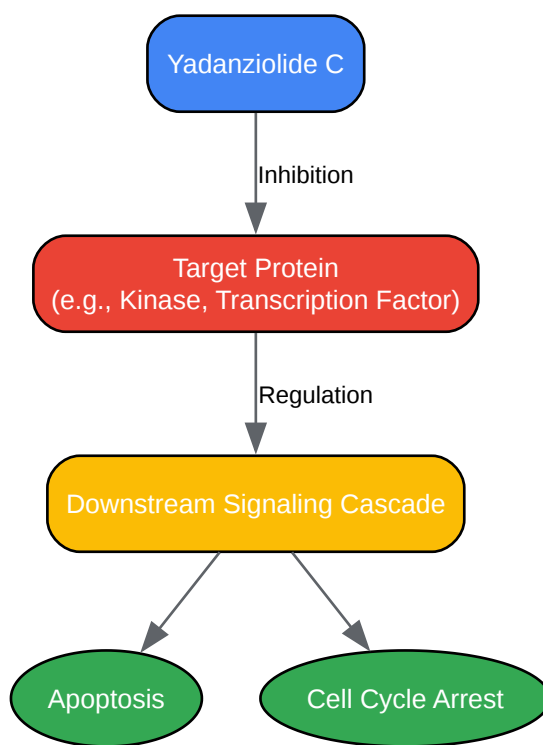 Yadanziolide C
Inhibition
Target Protein
(e.g., Kinase, Transcription Factor)
Regulation
Downstream Signaling Cascade
Apoptosis
Cell Cycle Arrest